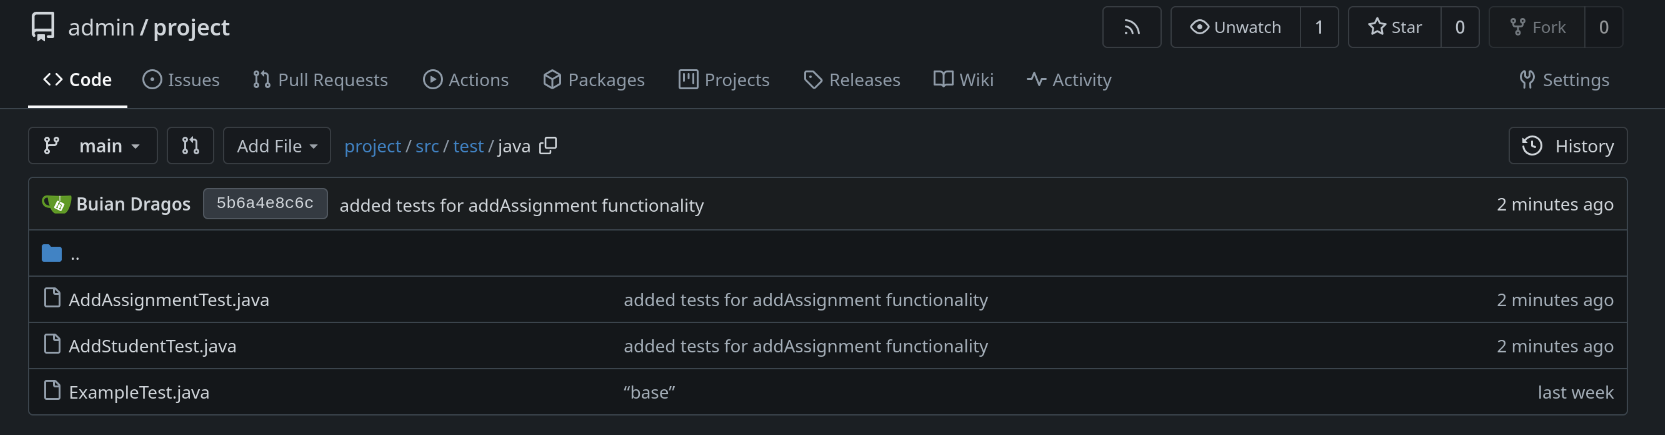 admin / project Unwatch 1 Star 0 Fork 0
Code Issues Pull Requests Actions Packages Projects Releases Wiki Activity Settings
main Add File project / src / test / java History
Buian Dragos 5b6a4e8c6c added tests for addAssignment functionality 2 minutes ago
..
AddAssignmentTest.java added tests for addAssignment functionality 2 minutes ago
AddStudentTest.java added tests for addAssignment functionality 2 minutes ago
ExampleTest.java “base” last week